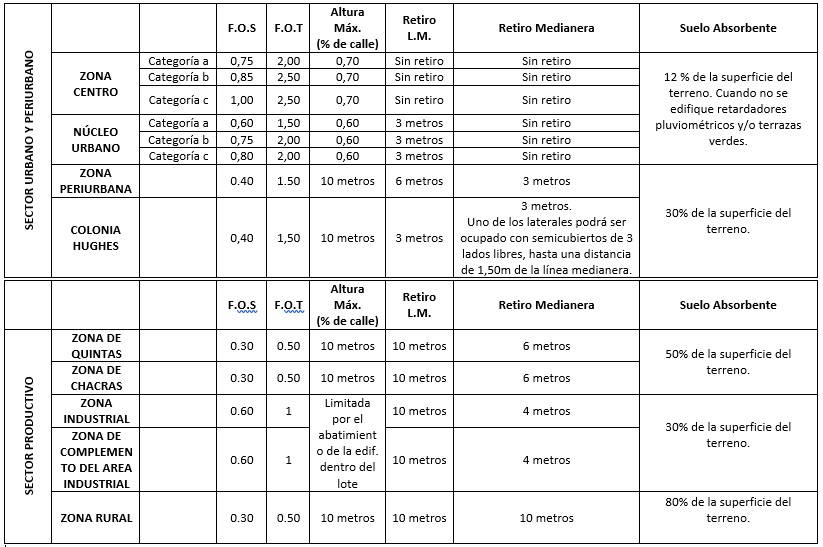 F.O.S
F.O.T
Altura
Máx.
(% de calle)
Retiro
L.M.
Retiro Medianera
Suelo Absorbente
SECTOR URBANO Y PERIURBANO
ZONA
CENTRO
Categoría a
0,75
2,00
0,70
Sin retiro
Sin retiro
Categoría b
0,85
2,50
0,70
Sin retiro
Sin retiro
Categoría c
1,00
2,50
0,70
Sin retiro
Sin retiro
12 % de la superficie del
terreno. Cuando no se
edifique retardadores
pluviométricos y/o terrazas
verdes.
NÚCLEO
URBANO
Categoría a
0,60
1,50
0,60
3 metros
Sin retiro
Categoría b
0,75
2,00
0,60
3 metros
Sin retiro
Categoría c
0,80
2,00
0,60
3 metros
Sin retiro
ZONA
PERIURBANA
0.40
1.50
10 metros
6 metros
3 metros
30% de la superficie del
terreno.
COLONIA
HUGHES
0,40
1,50
10 metros
3 metros
3 metros.
Uno de los laterales podrá ser
ocupado con semicubiertos de 3
lados libres, hasta una distancia
de 1,50m de la línea medianera.
F.O.S
F.O.T
Altura
Máx.
(% de calle)
Retiro
L.M.
Retiro Medianera
Suelo Absorbente
SECTOR PRODUCTIVO
ZONA DE
QUINTAS
0.30
0.50
10 metros
10 metros
6 metros
50% de la superficie del
terreno.
ZONA DE
CHACRAS
0.30
0.50
10 metros
10 metros
6 metros
ZONA
INDUSTRIAL
0.60
1
Limitada
por el
abatimient
o de la edif.
dentro del
lote
10 metros
4 metros
30% de la superficie del
terreno.
ZONA DE
COMPLEMEN
TO DEL AREA
INDUSTRIAL
0.60
1
10 metros
4 metros
ZONA RURAL
0.30
0.50
10 metros
10 metros
10 metros
80% de la superficie del
terreno.